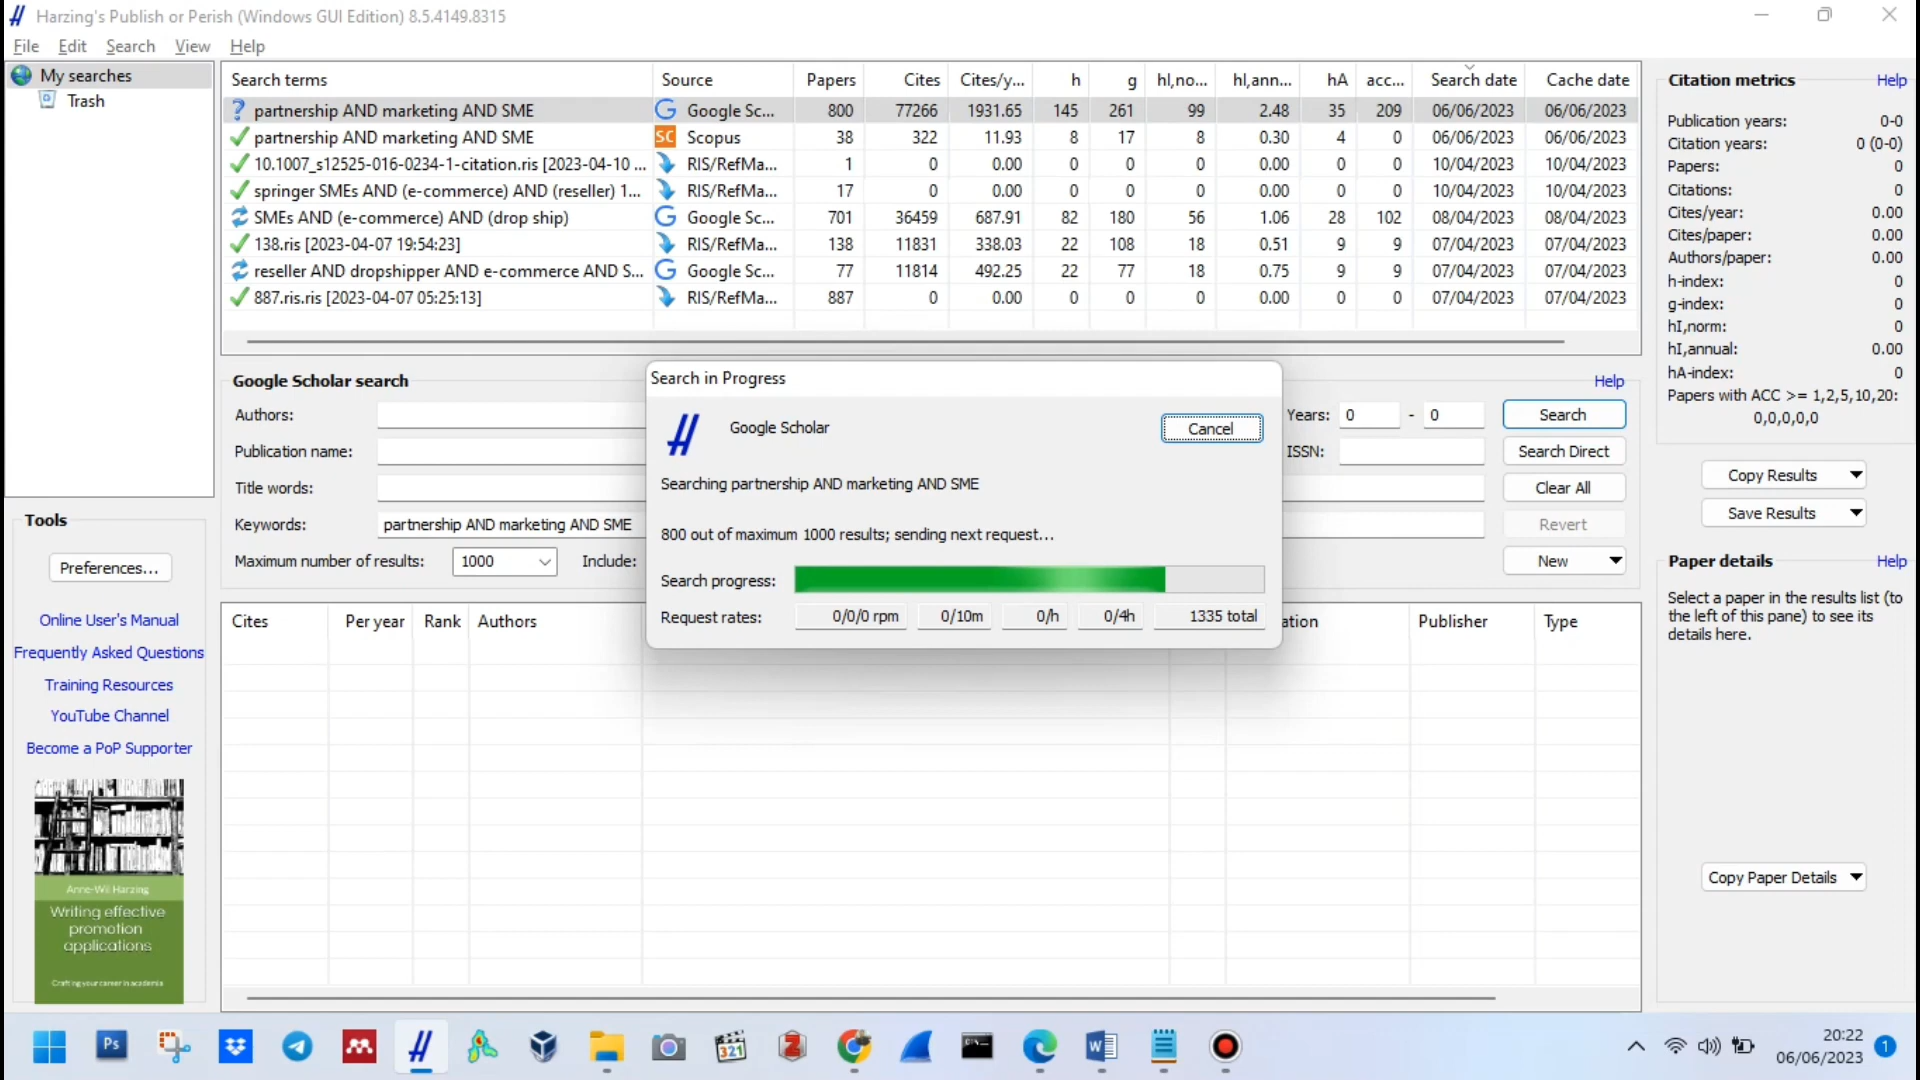 Harzing's Publish or Perish (Windows GUI Edition) 8.5.4149.8315
File Edit Search View Help
My searches
Trash
Search terms Source Papers Cites Cites/y... h g hI,no... hI,ann... hA acc... Search date Cache date
partnership AND marketing AND SME Google Sc... 800 77266 1931.65 145 261 99 2.48 35 209 06/06/2023 06/06/2023
partnership AND marketing AND SME SC Scopus 38 322 11.93 8 17 8 0.30 4 0 06/06/2023 06/06/2023
10.1007_s12525-016-0234-1-citation.ris [2023-04-10 ... RIS/RefMa... 1 0 0.00 0 0 0 0.00 0 0 10/04/2023 10/04/2023
springer SMEs AND (e-commerce) AND (reseller) 1... RIS/RefMa... 17 0 0.00 0 0 0 0.00 0 0 10/04/2023 10/04/2023
SMEs AND (e-commerce) AND (drop ship) Google Sc... 701 36459 687.91 82 180 56 1.06 28 102 08/04/2023 08/04/2023
138.ris [2023-04-07 19:54:23] RIS/RefMa... 138 11831 338.03 22 108 18 0.51 9 9 07/04/2023 07/04/2023
reseller AND dropshipper AND e-commerce AND S... Google Sc... 77 11814 492.25 22 77 18 0.75 9 9 07/04/2023 07/04/2023
887.ris.ris [2023-04-07 05:25:13] RIS/RefMa... 887 0 0.00 0 0 0 0.00 0 0 07/04/2023 07/04/2023
Google Scholar search Help
Authors: Years: 0 - 0 Search
Publication name: ISSN: Search Direct
Title words: Clear All
Keywords: partnership AND marketing AND SME Revert
Maximum number of results: 1000 Include: New
Search in Progress
Google Scholar Cancel
Searching partnership AND marketing AND SME
800 out of maximum 1000 results; sending next request...
Search progress:
Request rates: 0/0/0 rpm 0/10m 0/h 0/4h 1335 total
Cites Per year Rank Authors ation Publisher Type
Citation metrics Help
Publication years: 0-0
Citation years: 0 (0-0)
Papers: 0
Citations: 0
Cites/year: 0.00
Cites/paper: 0.00
Authors/paper: 0.00
h-index: 0
g-index: 0
hI,norm: 0
hI,annual: 0.00
hA-index: 0
Papers with ACC >= 1,2,5,10,20:
0,0,0,0,0
Copy Results
Save Results
Paper details Help
Select a paper in the results list (to
the left of this pane) to see its
details here.
Copy Paper Details
Tools
Preferences...
Online User's Manual
Frequently Asked Questions
Training Resources
YouTube Channel
Become a PoP Supporter
Anne-Wil Harzing
Writing effective
promotion
applications
Crafting your career in academia
Ps
321
20:22
06/06/2023
1